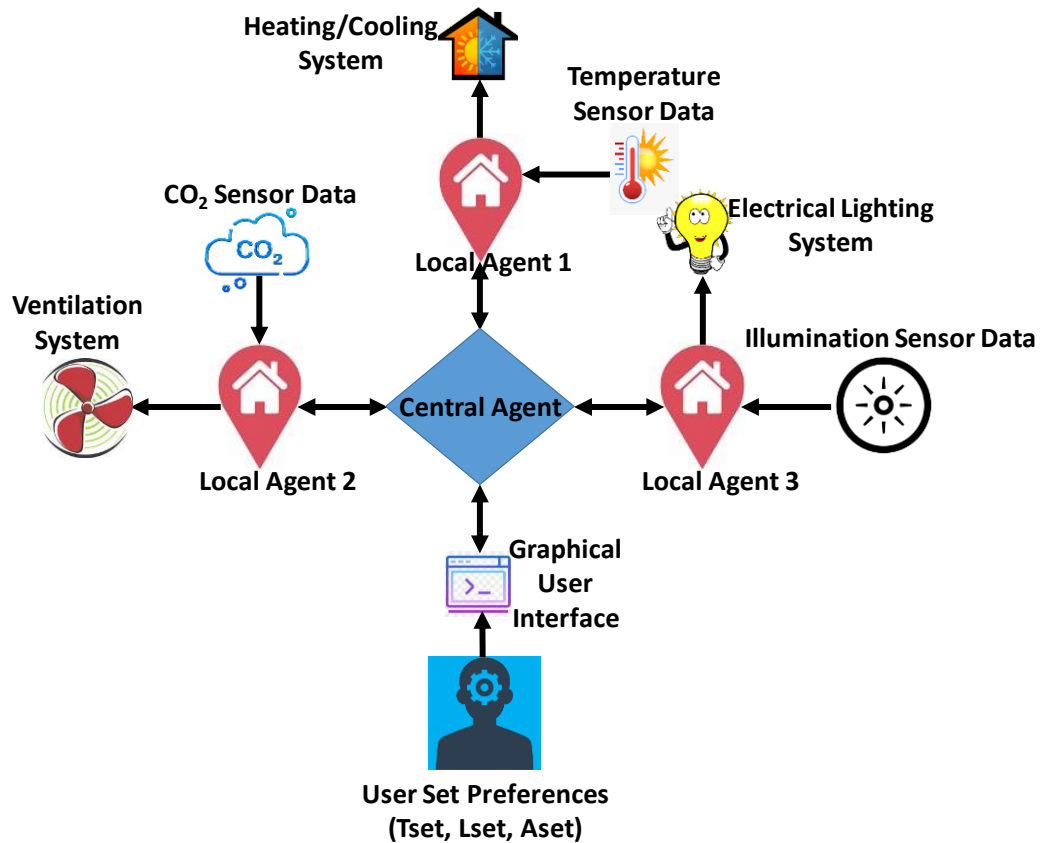 Heating/Cooling
System
Temperature
Sensor Data
CO₂ Sensor Data
CO₂
Electrical Lighting
System
Local Agent 1
Ventilation
System
Illumination Sensor Data
Central Agent
Local Agent 2
Local Agent 3
Graphical
User
Interface
>_
User Set Preferences
(Tset, Lset, Aset)